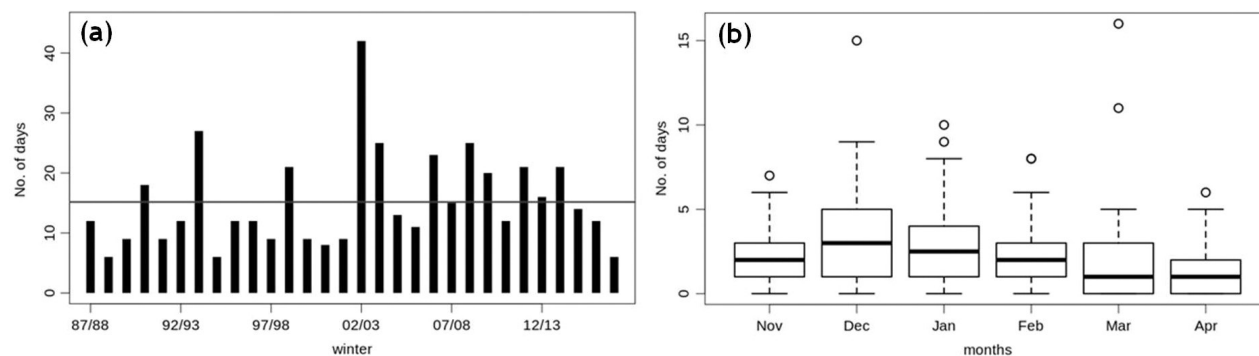 (a)
No. of days
40
30
20
10
0
87/88 92/93 97/98 02/03 07/08 12/13
winter
(b)
No. of days
15
10
5
0
Nov Dec Jan Feb Mar Apr
months